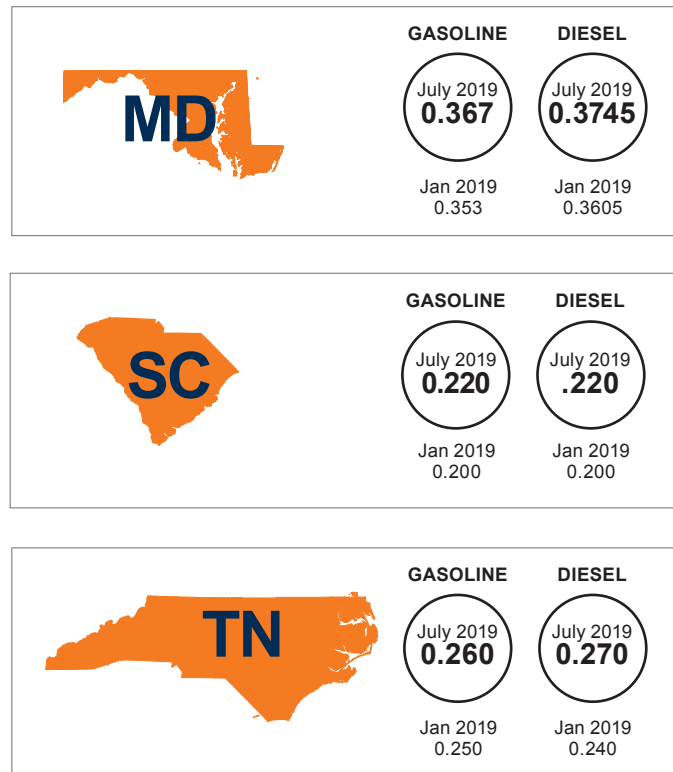 GASOLINE DIESEL
MD
July 2019 July 2019
0.367 0.3745
Jan 2019 Jan 2019
0.353 0.3605
GASOLINE DIESEL
SC
July 2019 July 2019
0.220 .220
Jan 2019 Jan 2019
0.200 0.200
GASOLINE DIESEL
TN
July 2019 July 2019
0.260 0.270
Jan 2019 Jan 2019
0.250 0.240